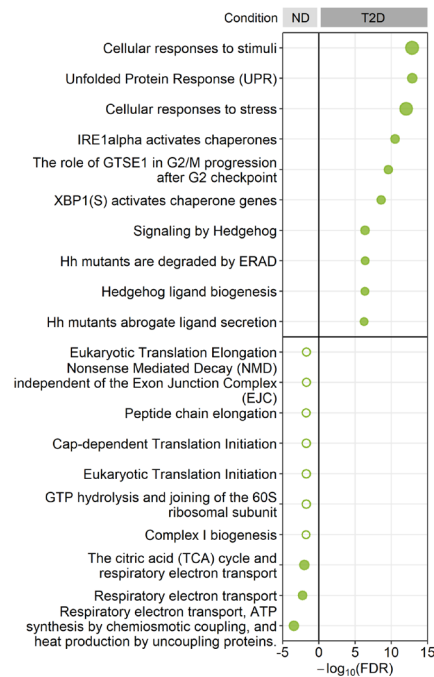 Condition ND T2D
Cellular responses to stimuli
Unfolded Protein Response (UPR)
Cellular responses to stress
IRE1alpha activates chaperones
The role of GTSE1 in G2/M progression
after G2 checkpoint
XBP1(S) activates chaperone genes
Signaling by Hedgehog
Hh mutants are degraded by ERAD
Hedgehog ligand biogenesis
Hh mutants abrogate ligand secretion
Eukaryotic Translation Elongation
Nonsense Mediated Decay (NMD)
independent of the Exon Junction Complex
(EJC)
Peptide chain elongation
Cap-dependent Translation Initiation
Eukaryotic Translation Initiation
GTP hydrolysis and joining of the 60S
ribosomal subunit
Complex I biogenesis
The citric acid (TCA) cycle and
respiratory electron transport
Respiratory electron transport
Respiratory electron transport, ATP
synthesis by chemiosmotic coupling, and
heat production by uncoupling proteins.
-5 0 5 10 15
−log₁₀(FDR)